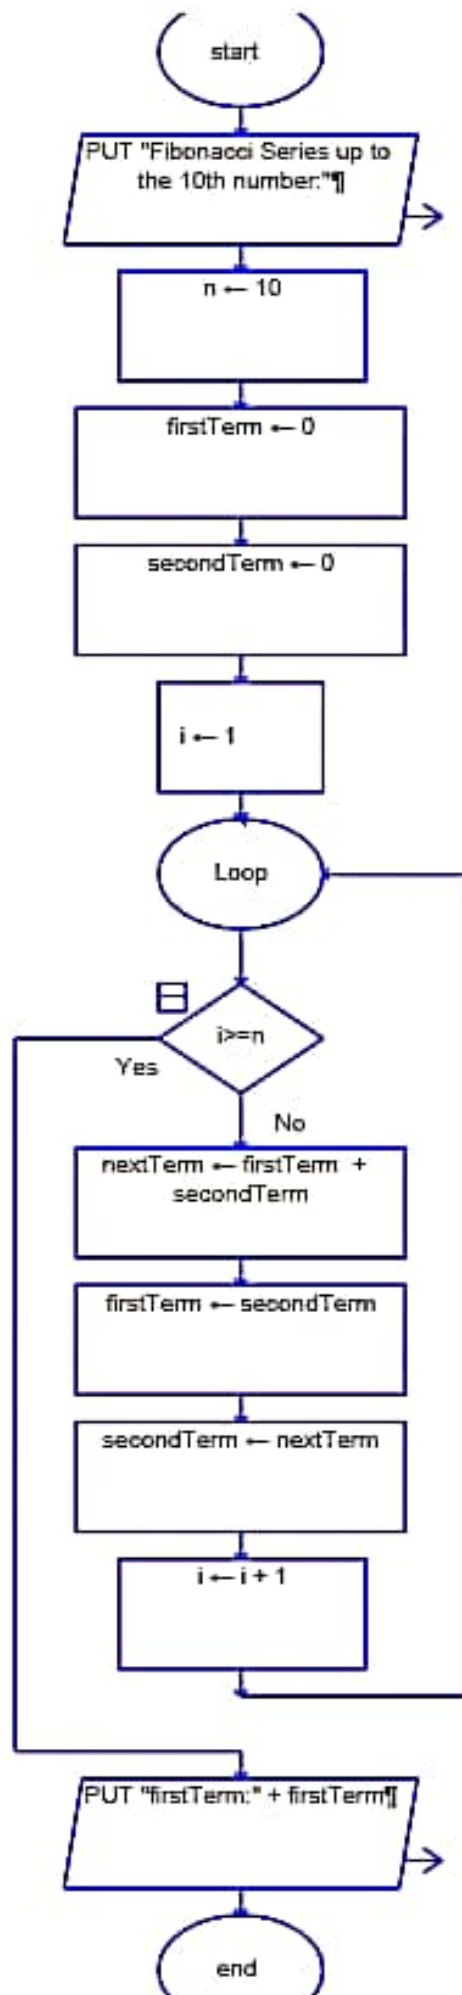 start
PUT "Fibonacci Series up to
the 10th number:"¶
n ← 10
firstTerm ← 0
secondTerm ← 0
i ← 1
Loop
i>=n
Yes
No
nextTerm ← firstTerm +
secondTerm
firstTerm ← secondTerm
secondTerm ← nextTerm
i ← i + 1
PUT "firstTerm:" + firstTerm¶
end